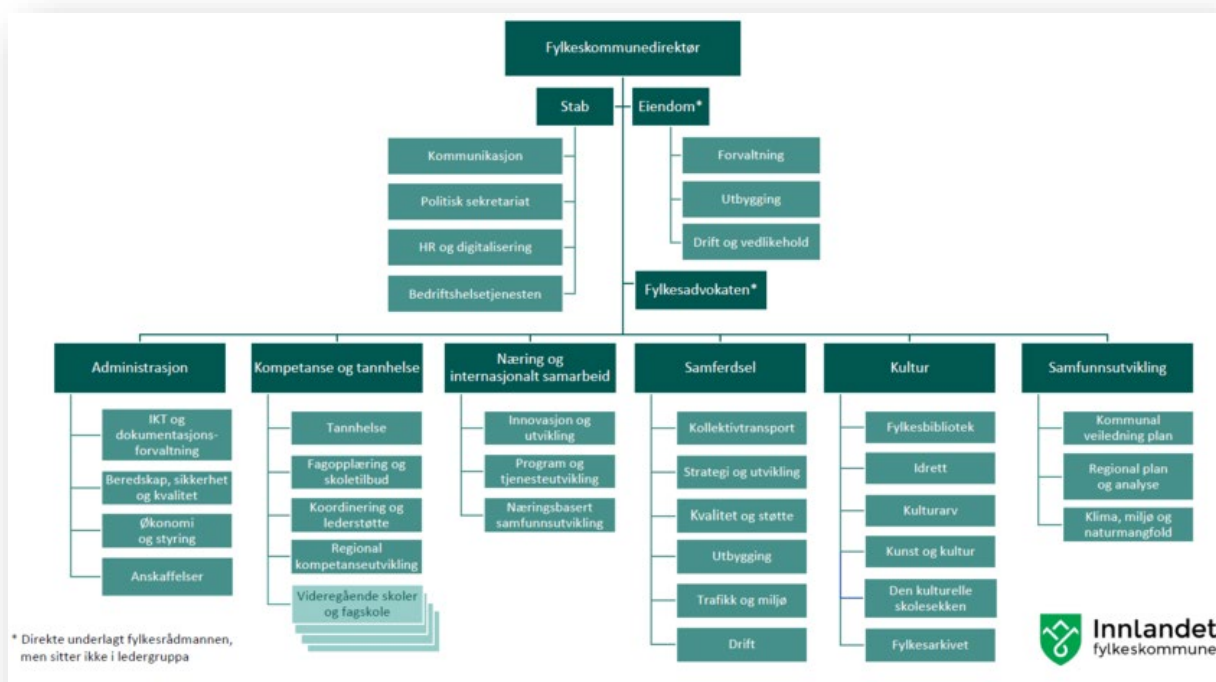 Fylkeskommunedirektør
Stab
Eiendom*
Kommunikasjon
Politisk sekretariat
HR og digitalisering
Bedriftshelsetjenesten
Forvaltning
Utbygging
Drift og vedlikehold
Fylkesadvokaten*
Administrasjon
IKT og
dokumentasjons-
forvaltning
Beredskap, sikkerhet
og kvalitet
Økonomi
og styring
Anskaffelser
Kompetanse og tannhelse
Tannhelse
Fagopplæring og
skoletilbud
Koordinering og
lederstøtte
Regional
kompetanseutvikling
Videregående skoler
og fagskole
Næring og
internasjonalt samarbeid
Innovasjon og
utvikling
Program og
tjenesteutvikling
Næringsbasert
samfunnsutvikling
Samferdsel
Kollektivtransport
Strategi og utvikling
Kvalitet og støtte
Utbygging
Trafikk og miljø
Drift
Kultur
Fylkesbibliotek
Idrett
Kulturarv
Kunst og kultur
Den kulturelle
skolesekken
Fylkesarkivet
Samfunnsutvikling
Kommunal
veiledning plan
Regional plan
og analyse
Klima, miljø og
naturmangfold
* Direkte underlagt fylkesrådmannen,
men sitter ikke i ledergruppa
Innlandet
fylkeskommune